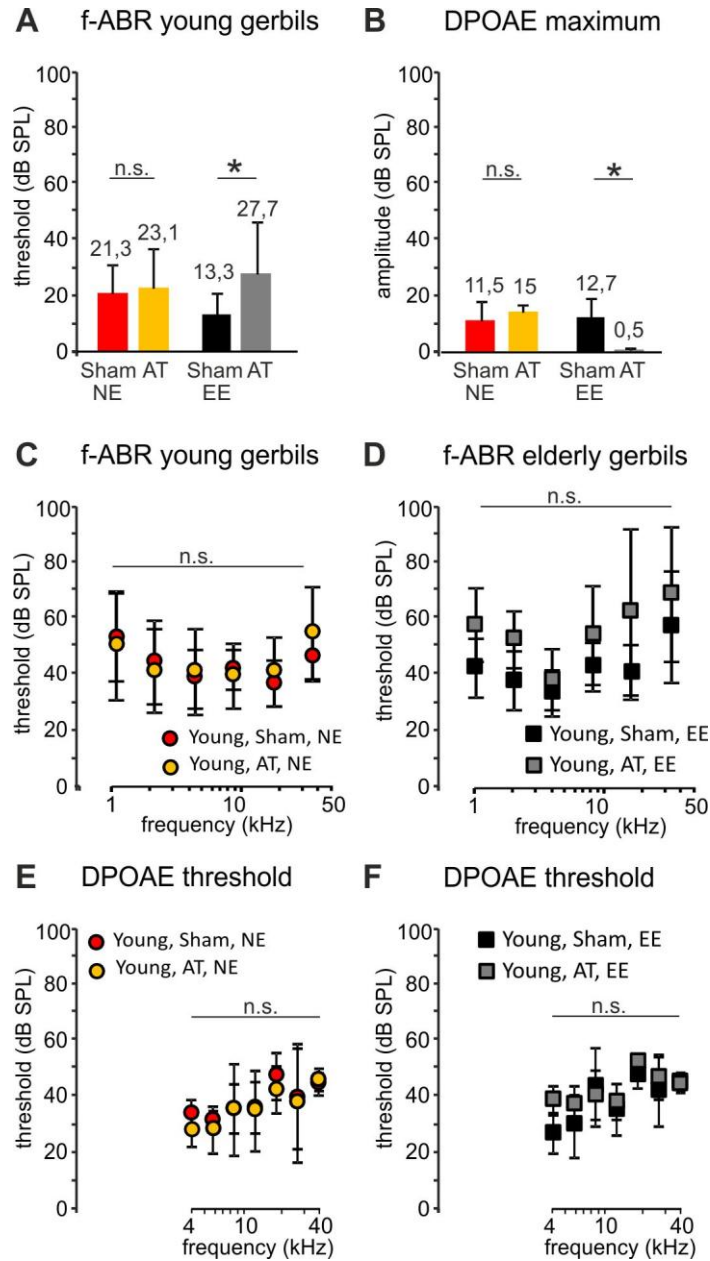 A f-ABR young gerbils
threshold (dB SPL)
100
80
60
40
20
0
n.s.
*
21,3
23,1
13,3
27,7
Sham AT Sham AT
NE EE
B DPOAE maximum
amplitude (dB SPL)
100
80
60
40
20
0
n.s.
*
11,5
15
12,7
0,5
Sham AT Sham AT
NE EE
C f-ABR young gerbils
threshold (dB SPL)
100
80
60
40
20
0
n.s.
Young, Sham, NE
Young, AT, NE
1 10 50
frequency (kHz)
D f-ABR elderly gerbils
threshold (dB SPL)
100
80
60
40
20
0
n.s.
Young, Sham, EE
Young, AT, EE
1 10 50
frequency (kHz)
E DPOAE threshold
threshold (dB SPL)
100
80
60
40
20
0
Young, Sham, NE
Young, AT, NE
n.s.
4 10 40
frequency (kHz)
F DPOAE threshold
threshold (dB SPL)
100
80
60
40
20
0
Young, Sham, EE
Young, AT, EE
n.s.
4 10 40
frequency (kHz)